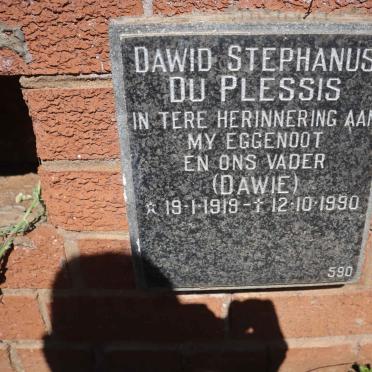 DAWID STEPHANUS
DU PLESSIS
IN TERE HERINNERING AAN
MY EGGENOOT
EN ONS VADER
(DAWIE)
☆ 19-1-1919-✝ 12-10-1990
590